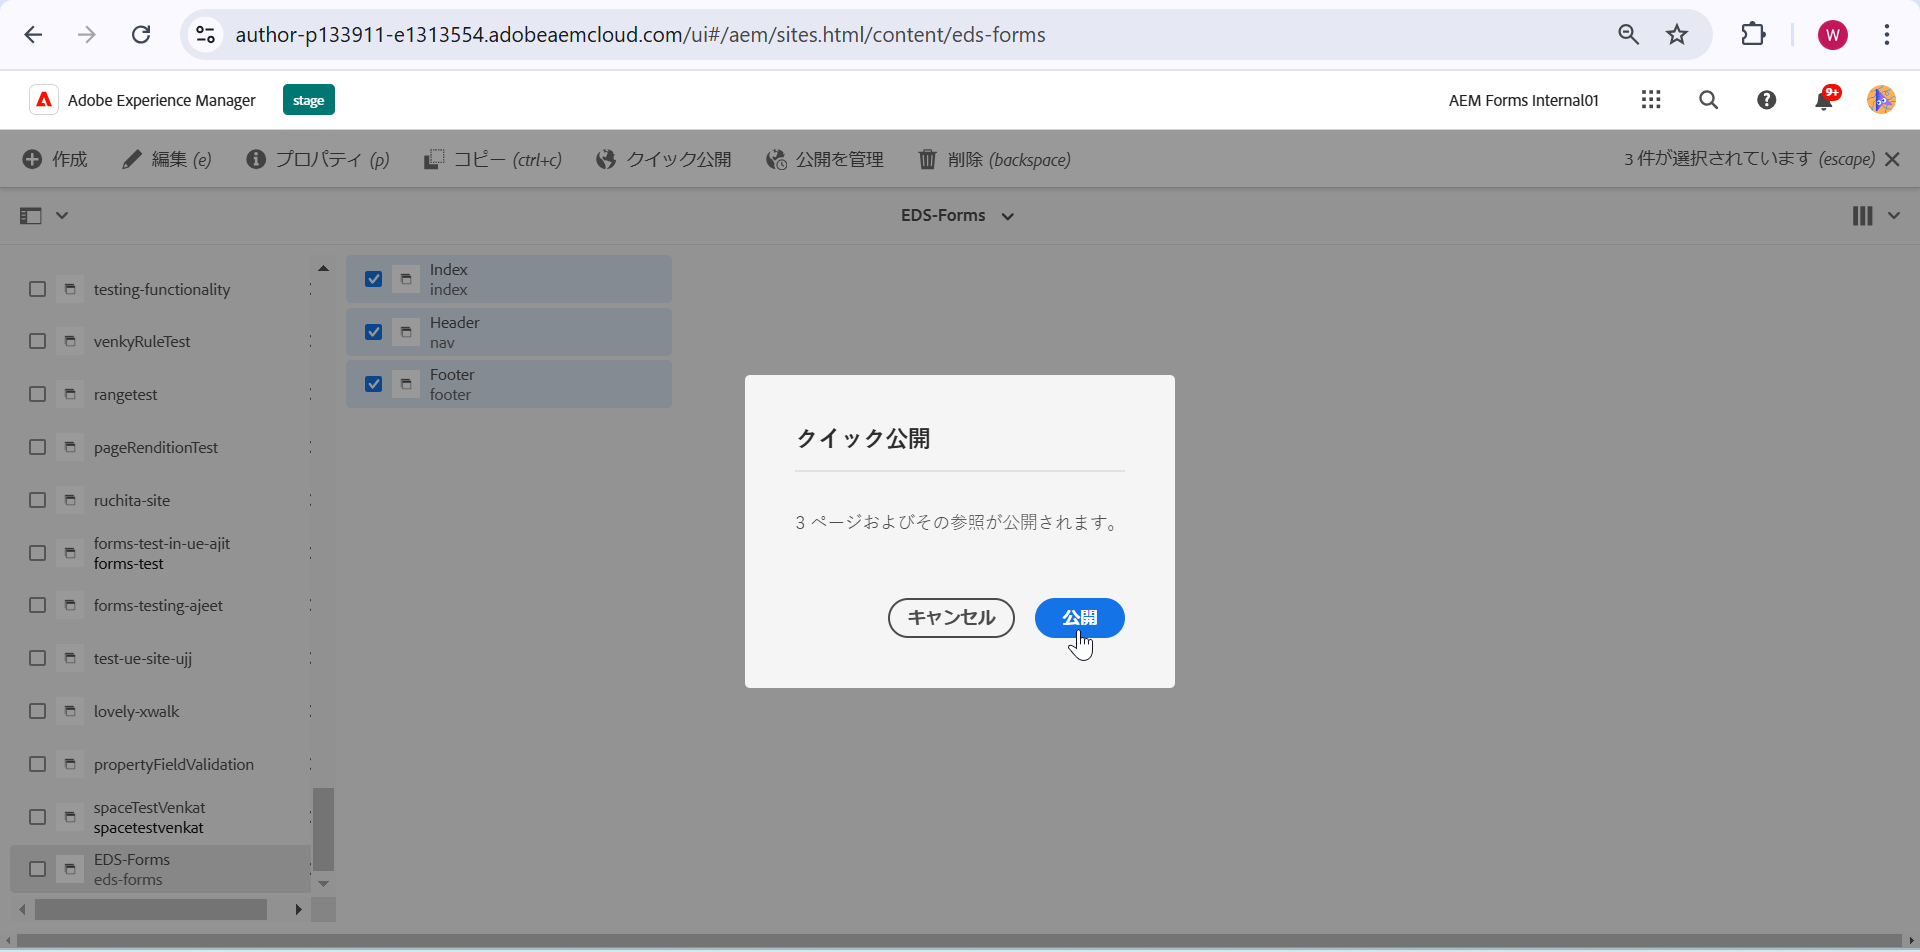 author-p133911-e1313554.adobeaemcloud.com/ui#/aem/sites.html/content/eds-forms
W
Adobe Experience Manager
stage
AEM Forms Internal01
9+
作成
編集 (e)
プロパティ (p)
コピー (ctrl+c)
クイック公開
公開を管理
削除 (backspace)
3 件が選択されています (escape)
EDS-Forms
testing-functionality
venkyRuleTest
rangetest
pageRenditionTest
ruchita-site
forms-test-in-ue-ajit
forms-test
forms-testing-ajeet
test-ue-site-ujj
lovely-xwalk
propertyFieldValidation
spaceTestVenkat
spacetestvenkat
EDS-Forms
eds-forms
Index
index
Header
nav
Footer
footer
クイック公開
3 ページおよびその参照が公開されます。
キャンセル
公開